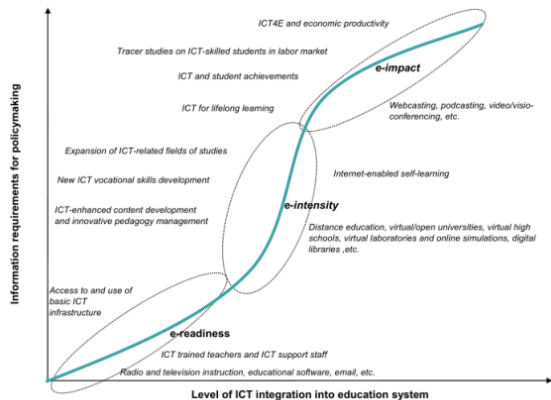 ICT4E and economic productivity
Tracer studies on ICT-skilled students in labor market
e-impact
ICT and student achievements
ICT for lifelong learning
Webcasting, podcasting, video/visio-
conferencing, etc.
Expansion of ICT-related fields of studies
Internet-enabled self-learning
New ICT vocational skills development
e-intensity
ICT-enhanced content development
and innovative pedagogy management
Distance education, virtual/open universities, virtual high
schools, virtual laboratories and online simulations, digital
libraries ,etc.
Access to and use of
basic ICT
infrastructure
e-readiness
ICT trained teachers and ICT support staff
Radio and television instruction, educational software, email, etc.
Information requirements for policymaking
Level of ICT integration into education system